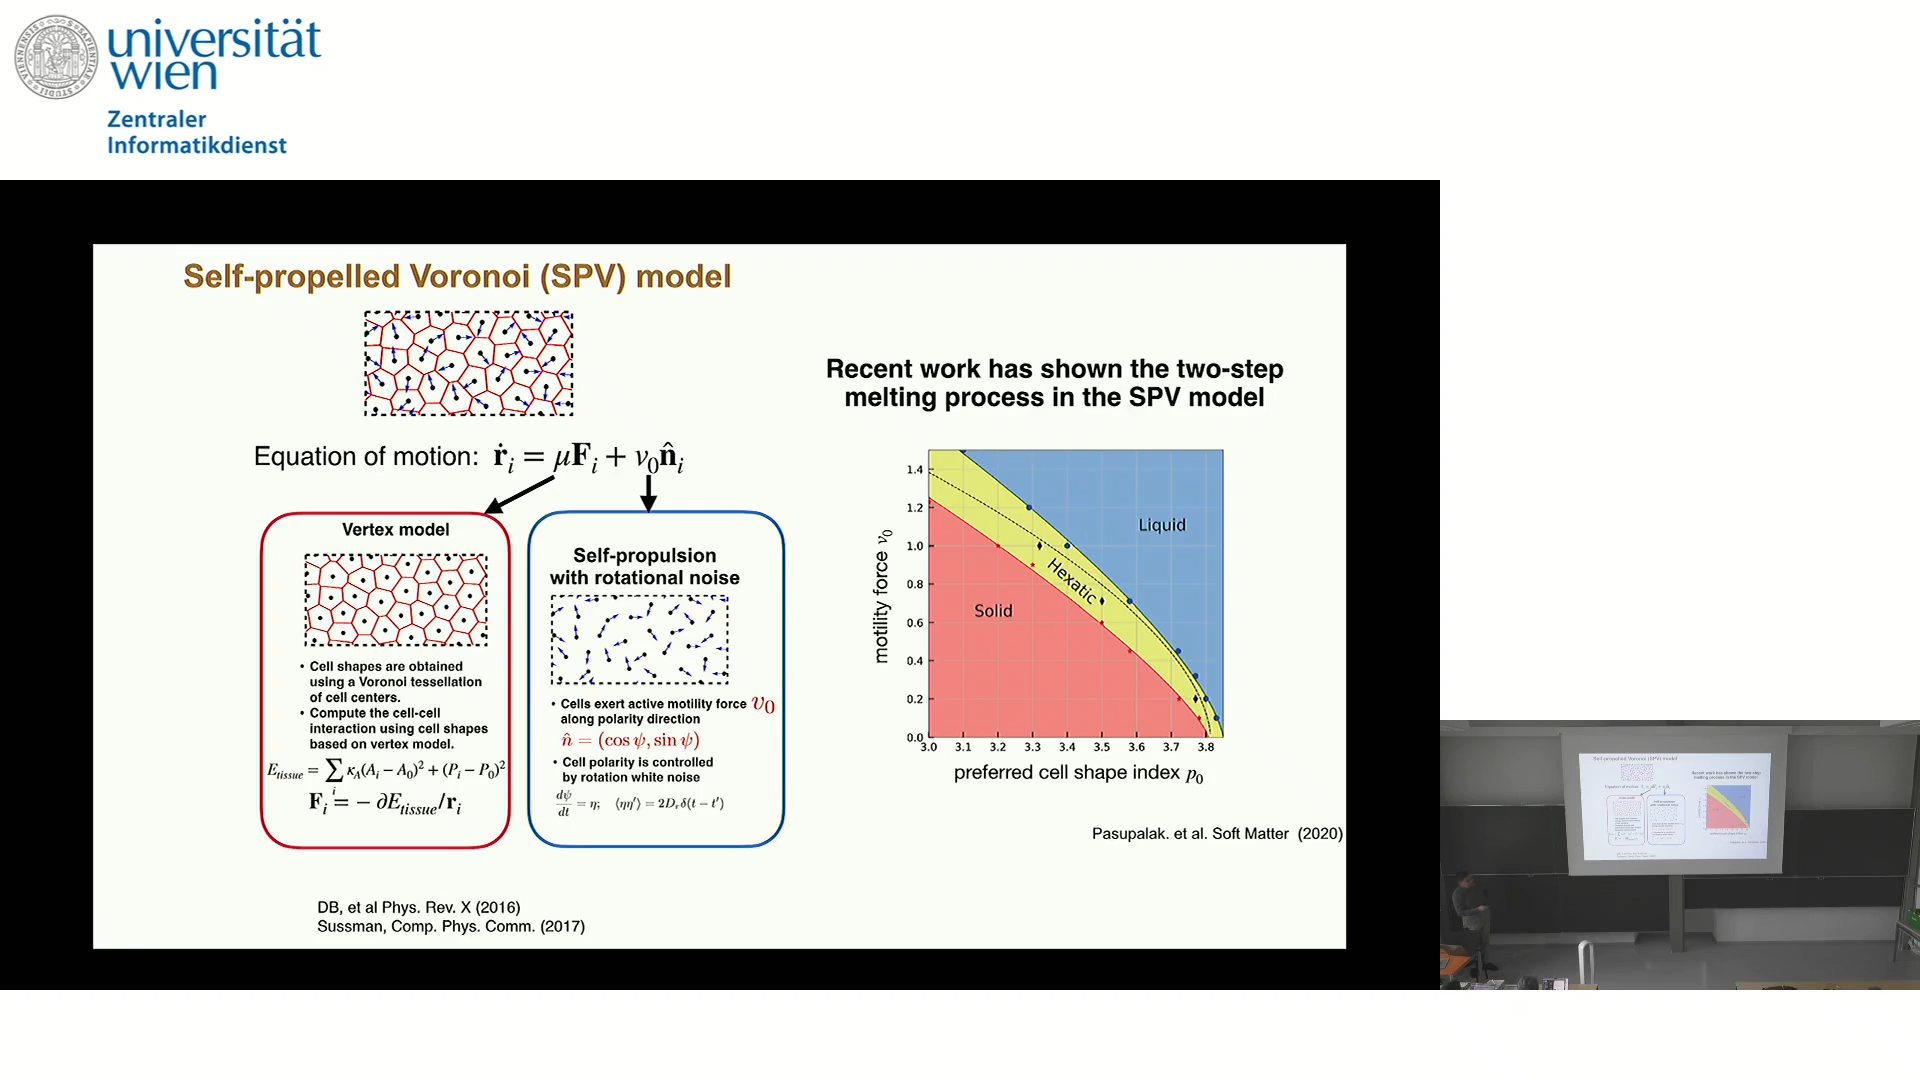 universität
wien
Zentraler
Informatikdienst
Self-propelled Voronoi (SPV) model
Equation of motion: ṙᵢ = μFᵢ + v₀n̂ᵢ
Vertex model
• Cell shapes are obtained
using a Voronoi tessellation
of cell centers.
• Compute the cell-cell
interaction using cell shapes
based on vertex model.
E_tissue = ∑ᵢ κ_A(Aᵢ − A₀)² + (Pᵢ − P₀)²
Fᵢ = − ∂E_tissue/rᵢ
Self-propulsion
with rotational noise
• Cells exert active motility force v₀
along polarity direction
n̂ = (cos ψ, sin ψ)
• Cell polarity is controlled
by rotation white noise
dψ/dt = η; ⟨ηη′⟩ = 2Dᵣδ(t − t′)
DB, et al Phys. Rev. X (2016)
Sussman, Comp. Phys. Comm. (2017)
Recent work has shown the two-step
melting process in the SPV model
motility force v₀
1.4
1.2
1.0
0.8
0.6
0.4
0.2
0.0
Liquid
Hexatic
Solid
3.0 3.1 3.2 3.3 3.4 3.5 3.6 3.7 3.8
preferred cell shape index p₀
Pasupalak. et al. Soft Matter (2020)